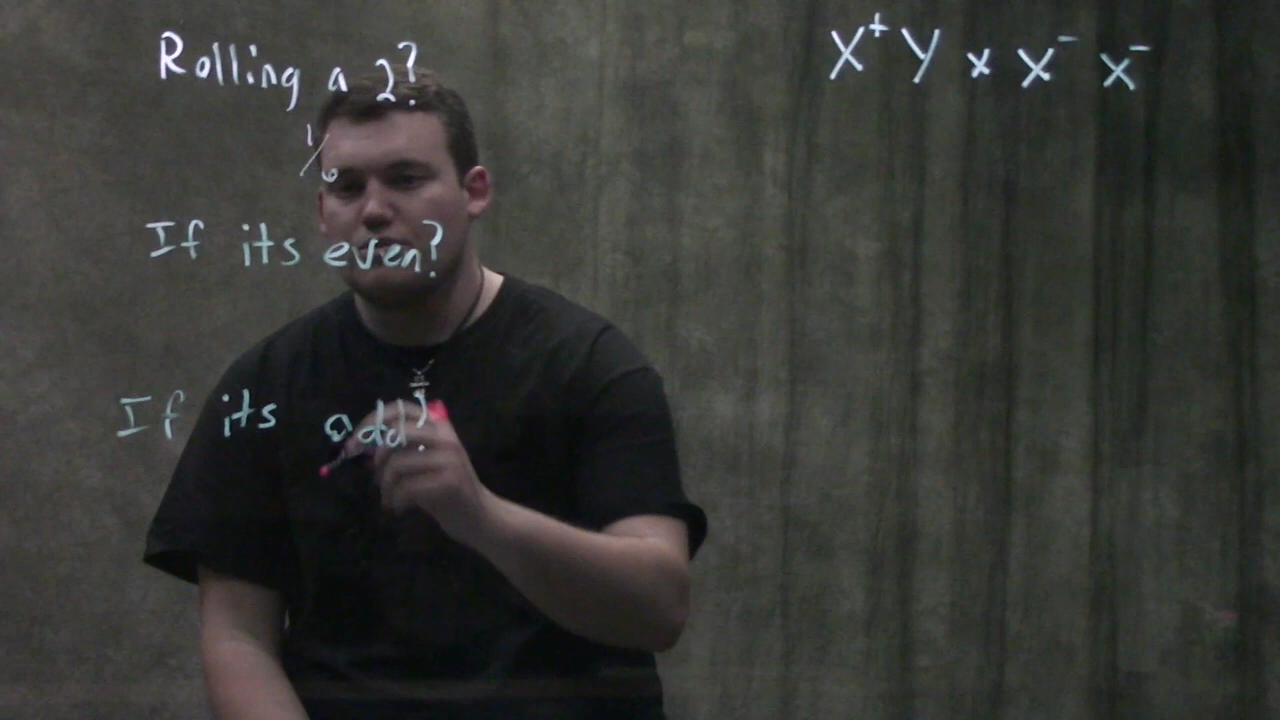 Rolling a 2?
1/6
If its even?
If its odd?
X⁺ Y x X⁻ X⁻